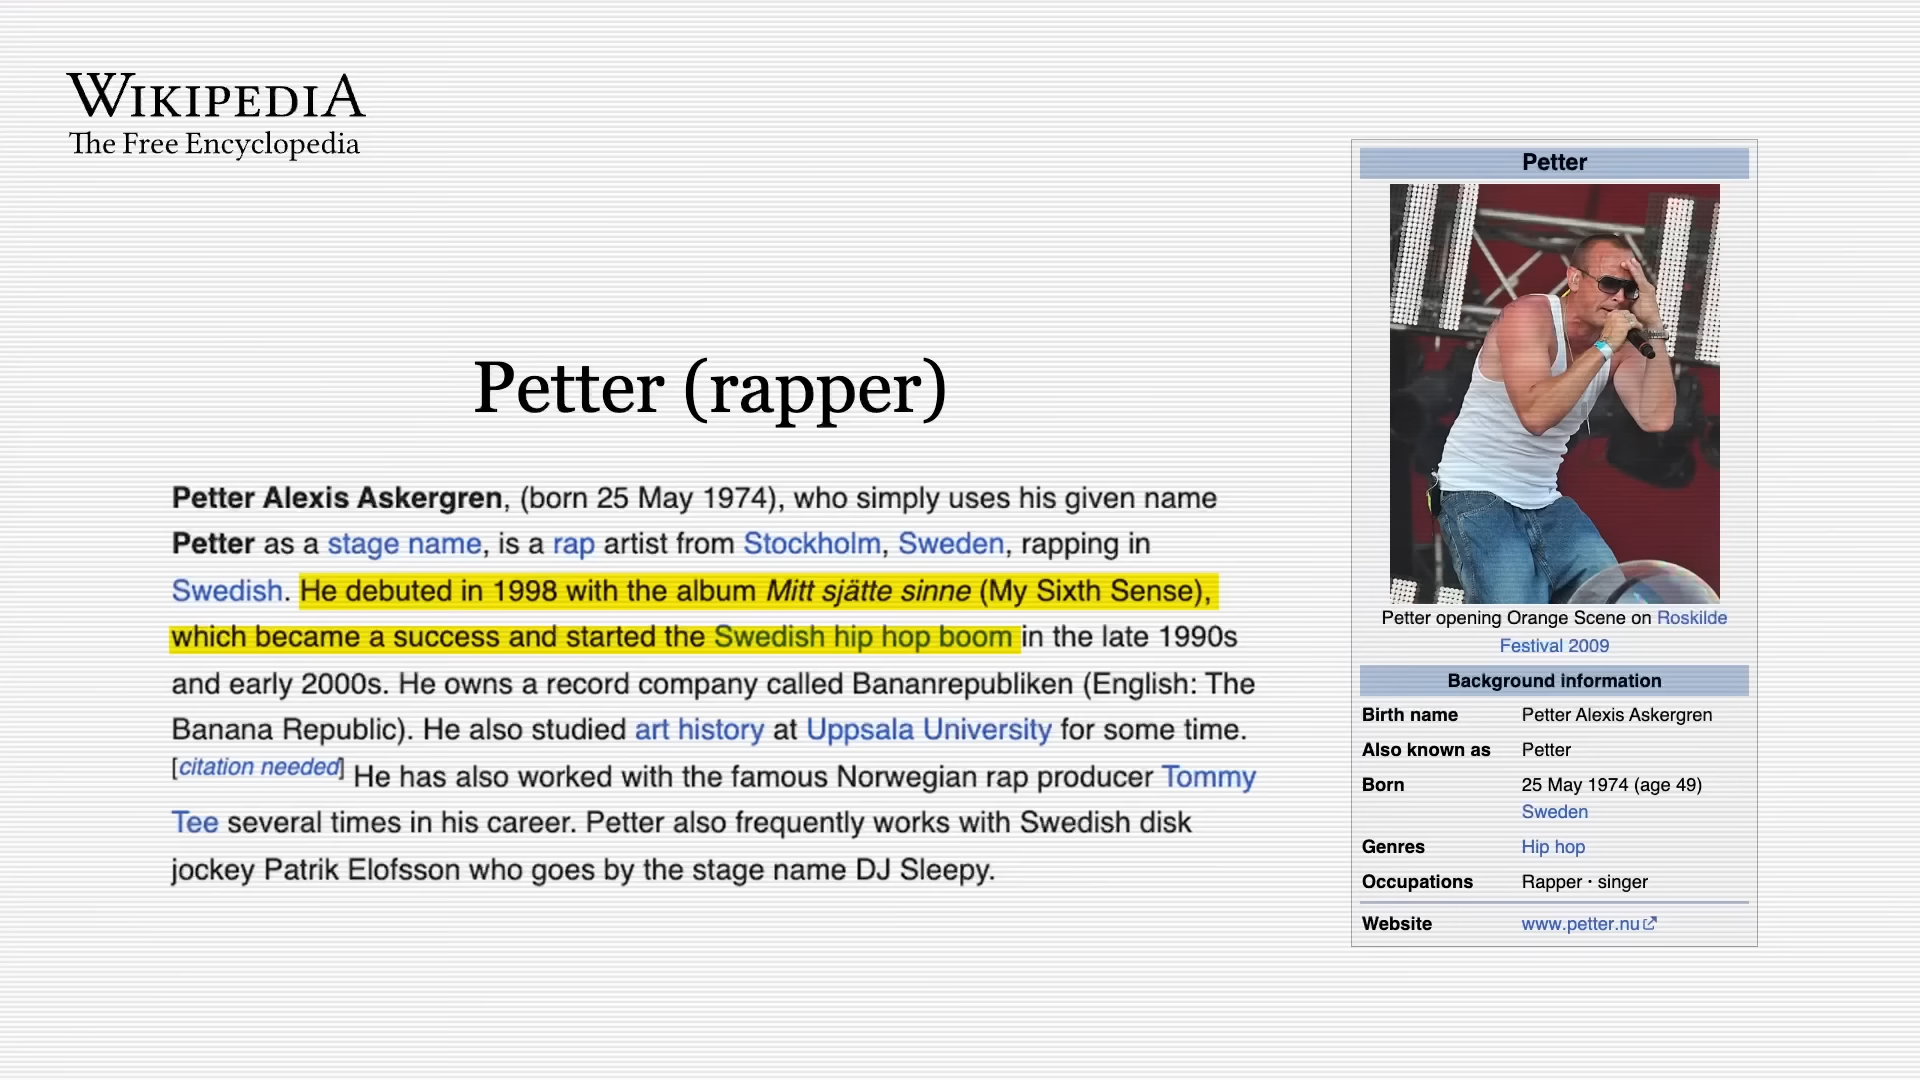 WIKIPEDIA
The Free Encyclopedia
Petter (rapper)
Petter Alexis Askergren, (born 25 May 1974), who simply uses his given name
Petter as a stage name, is a rap artist from Stockholm, Sweden, rapping in
Swedish. He debuted in 1998 with the album Mitt sjätte sinne (My Sixth Sense),
which became a success and started the Swedish hip hop boom in the late 1990s
and early 2000s. He owns a record company called Bananrepubliken (English: The
Banana Republic). He also studied art history at Uppsala University for some time.
[citation needed] He has also worked with the famous Norwegian rap producer Tommy
Tee several times in his career. Petter also frequently works with Swedish disk
jockey Patrik Elofsson who goes by the stage name DJ Sleepy.
Petter
Petter opening Orange Scene on Roskilde
Festival 2009
Background information
Birth name Petter Alexis Askergren
Also known as Petter
Born 25 May 1974 (age 49)
Sweden
Genres Hip hop
Occupations Rapper · singer
Website www.petter.nu